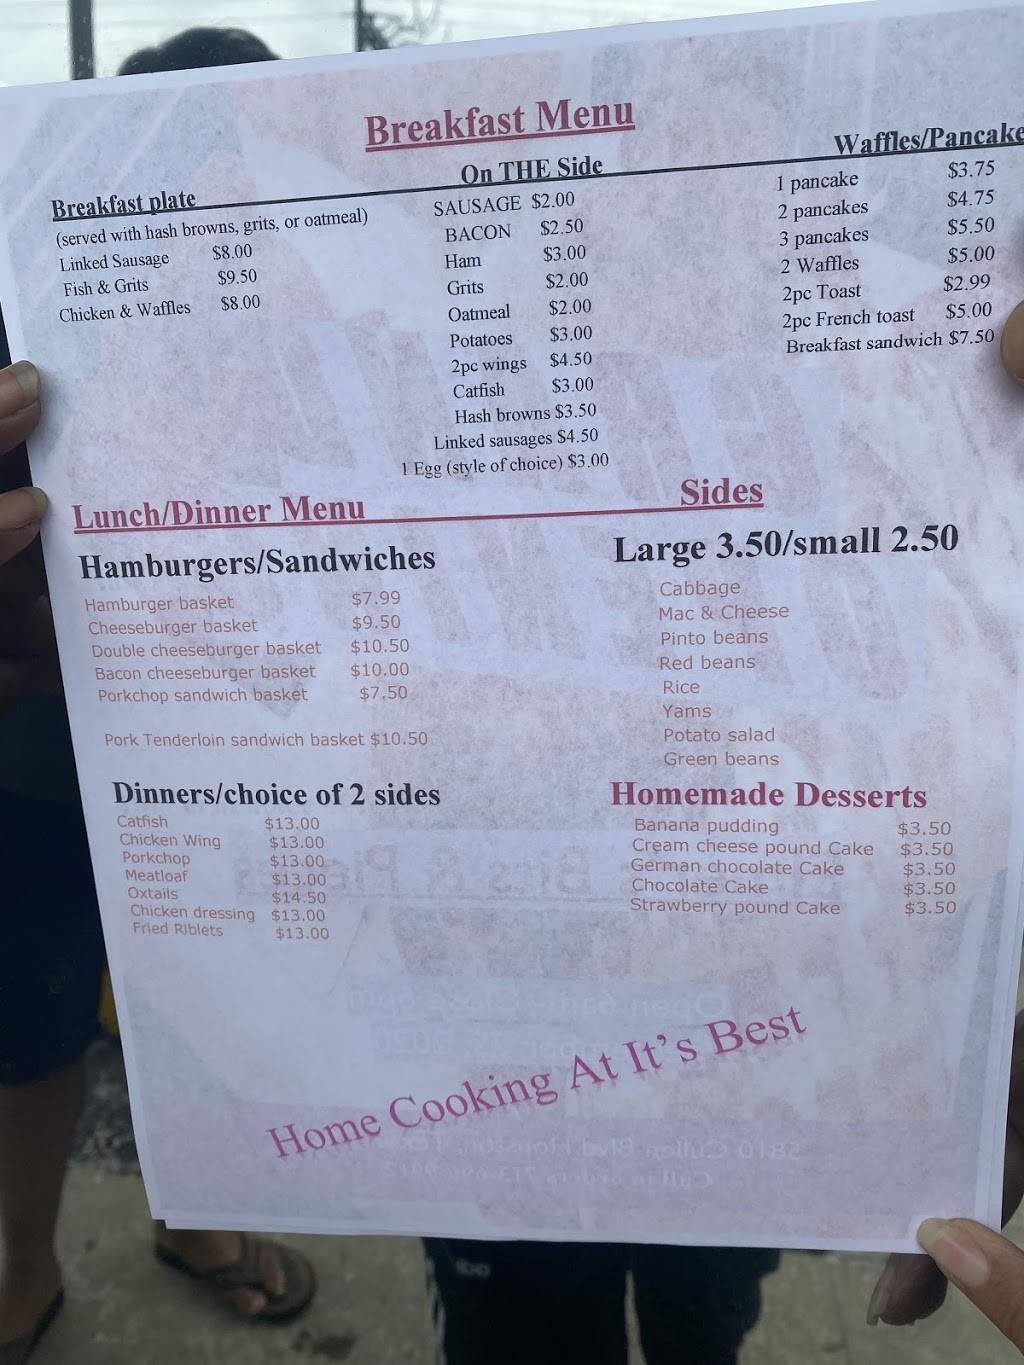 Breakfast Menu
Breakfast plate
(served with hash browns, grits, or oatmeal)
Linked Sausage $8.00
Fish & Grits $9.50
Chicken & Waffles $8.00
On THE Side
SAUSAGE $2.00
BACON $2.50
Ham $3.00
Grits $2.00
Oatmeal $2.00
Potatoes $3.00
2pc wings $4.50
Catfish $3.00
Hash browns $3.50
Linked sausages $4.50
1 Egg (style of choice) $3.00
Waffles/Pancake
1 pancake $3.75
2 pancakes $4.75
3 pancakes $5.50
2 Waffles $5.00
2pc Toast $2.99
2pc French toast $5.00
Breakfast sandwich $7.50
Lunch/Dinner Menu
Hamburgers/Sandwiches
Hamburger basket $7.99
Cheeseburger basket $9.50
Double cheeseburger basket $10.50
Bacon cheeseburger basket $10.00
Porkchop sandwich basket $7.50
Pork Tenderloin sandwich basket $10.50
Dinners/choice of 2 sides
Catfish $13.00
Chicken Wing $13.00
Porkchop $13.00
Meatloaf $13.00
Oxtails $14.50
Chicken dressing $13.00
Fried RIblets $13.00
Sides
Large 3.50/small 2.50
Cabbage
Mac & Cheese
Pinto beans
Red beans
Rice
Yams
Potato salad
Green beans
Homemade Desserts
Banana pudding $3.50
Cream cheese pound Cake $3.50
German chocolate Cake $3.50
Chocolate Cake $3.50
Strawberry pound Cake $3.50
Home Cooking At It's Best